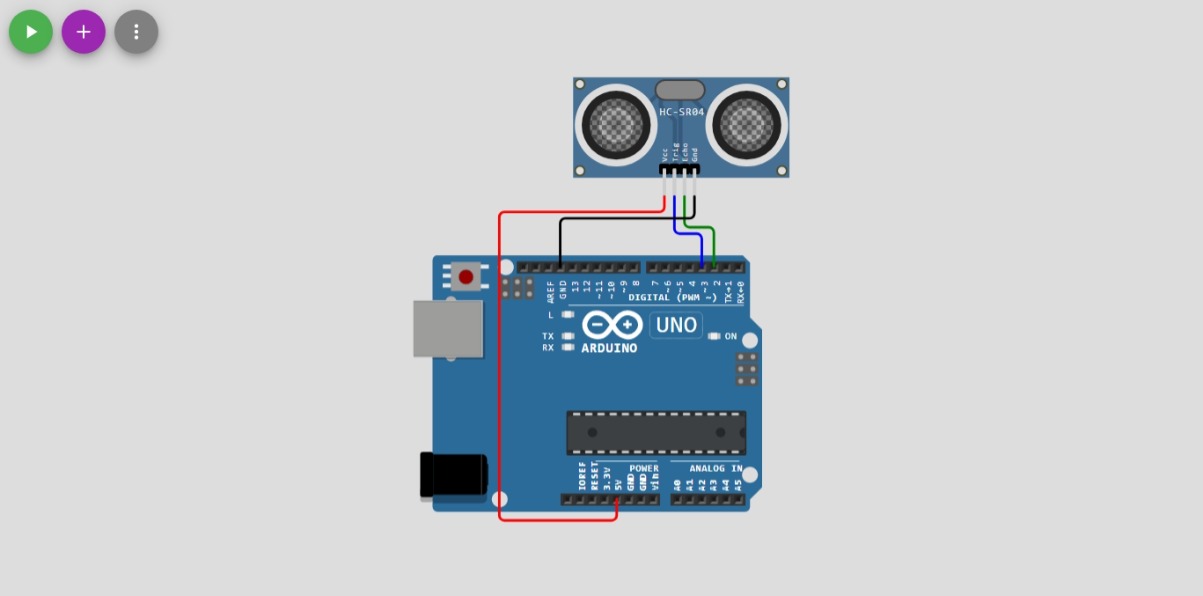 HC-SR04
Vcc
Trig
Echo
Gnd
AREF
GND
13
12
~11
~10
~9
8
7
~6
~5
4
~3
2
TX→1
RX←0
DIGITAL (PWM ~)
L
TX
RX
UNO
ON
ARDUINO
POWER
ANALOG IN
IOREF
RESET
3.3V
5V
GND
GND
Vin
A0
A1
A2
A3
A4
A5